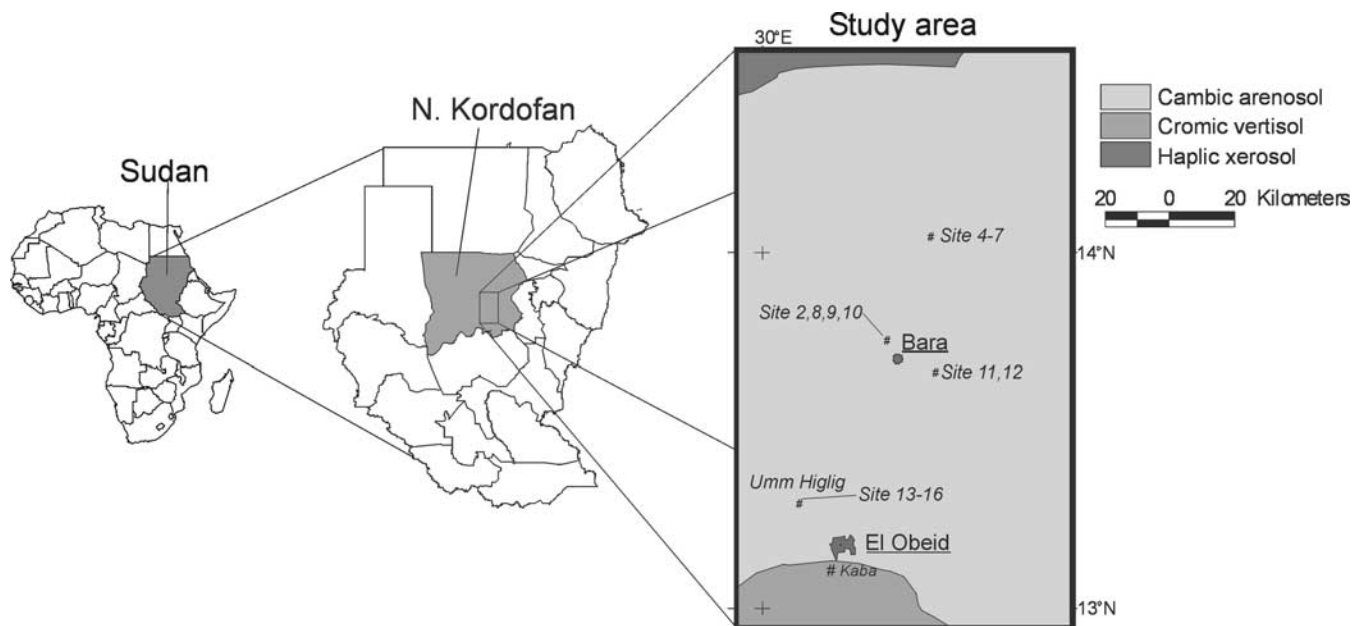 Study area
30°E
N. Kordofan
Sudan
Cambic arenosol
Cromic vertisol
Haplic xerosol
20 0 20 Kilometers
# Site 4-7
14°N
Site 2,8,9,10
#
Bara
# Site 11,12
Umm Higlig
Site 13-16
#
El Obeid
# Kaba
13°N